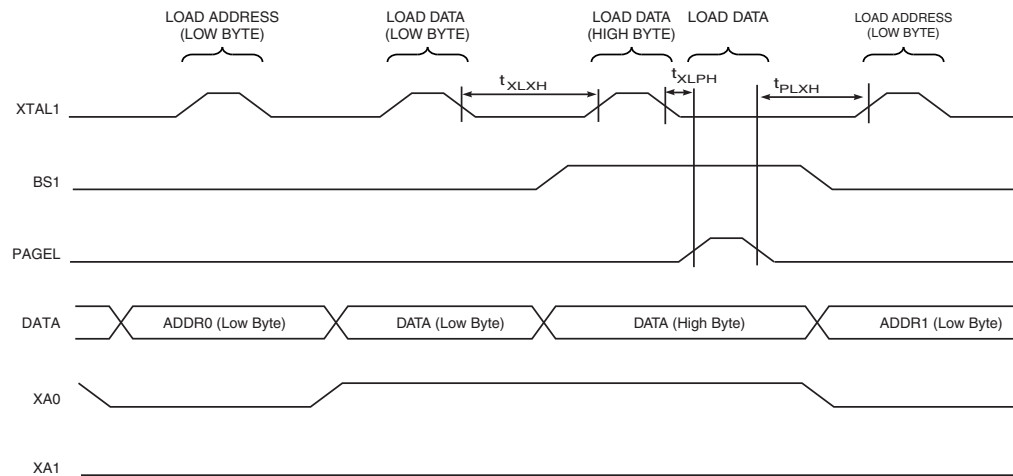 LOAD ADDRESS
(LOW BYTE)
LOAD DATA
(LOW BYTE)
LOAD DATA
(HIGH BYTE)
LOAD DATA
LOAD ADDRESS
(LOW BYTE)
tXLXH
tXLPH
tPLXH
XTAL1
BS1
PAGEL
DATA
ADDR0 (Low Byte)
DATA (Low Byte)
DATA (High Byte)
ADDR1 (Low Byte)
XA0
XA1